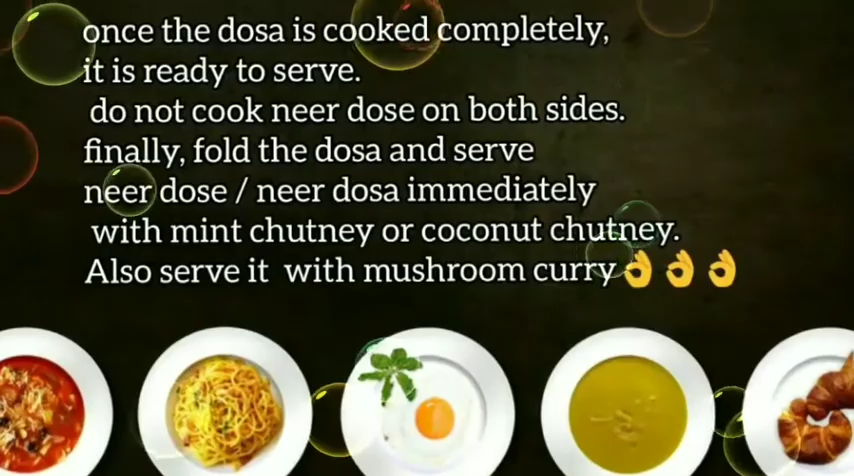 once the dosa is cooked completely,
it is ready to serve.
do not cook neer dose on both sides.
finally, fold the dosa and serve
neer dose / neer dosa immediately
with mint chutney or coconut chutney.
Also serve it  with mushroom curry👌👌👌